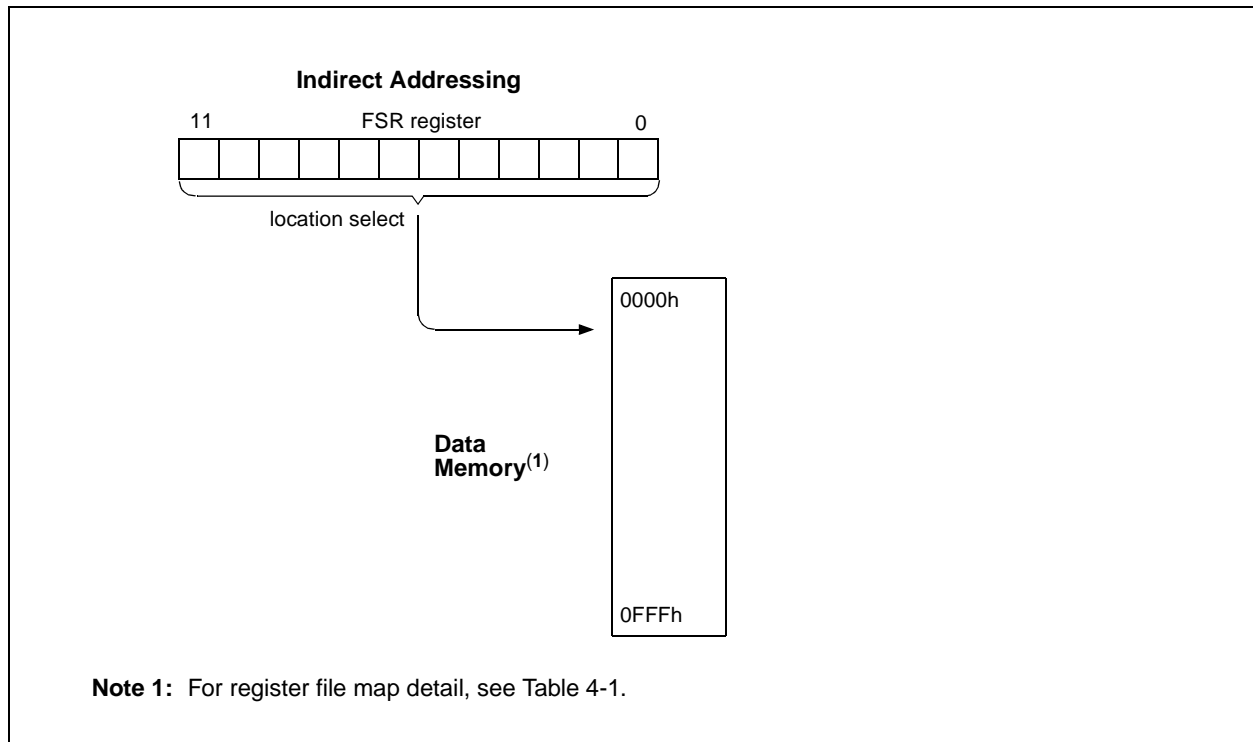 Indirect Addressing
11 FSR register 0
location select
0000h
Data
Memory(1)
0FFFh
Note 1: For register file map detail, see Table 4-1.